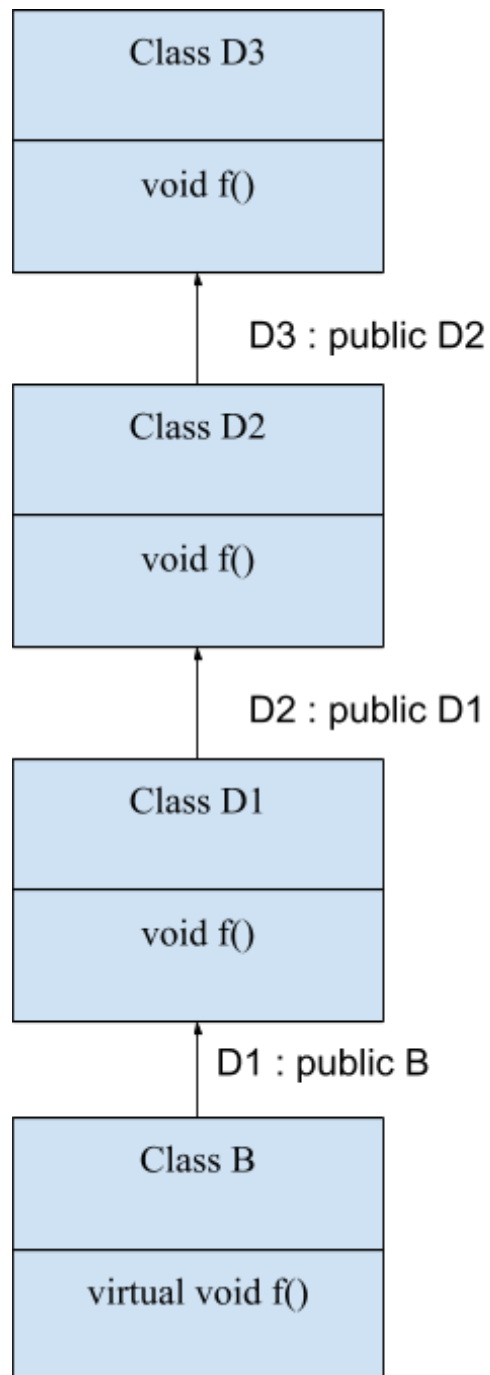 Class D3
void f()
D3 : public D2
Class D2
void f()
D2 : public D1
Class D1
void f()
D1 : public B
Class B
virtual void f()